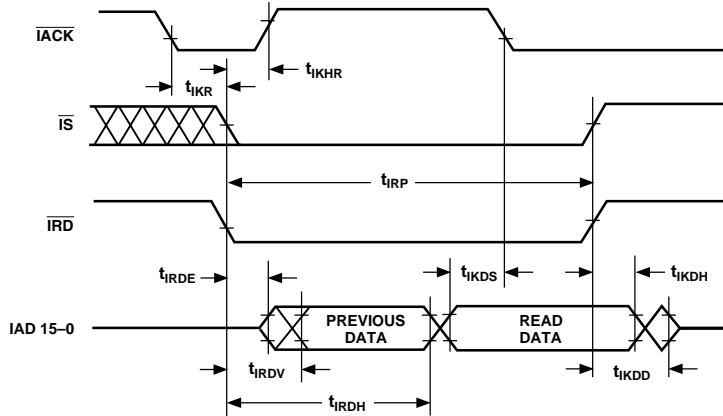 IACK
tIKR
tIKHR
IS
tIRP
IRD
tIRDE
tIKDS
tIKDH
IAD 15–0
PREVIOUS
DATA
READ
DATA
tIRDV
tIKDD
tIRDH